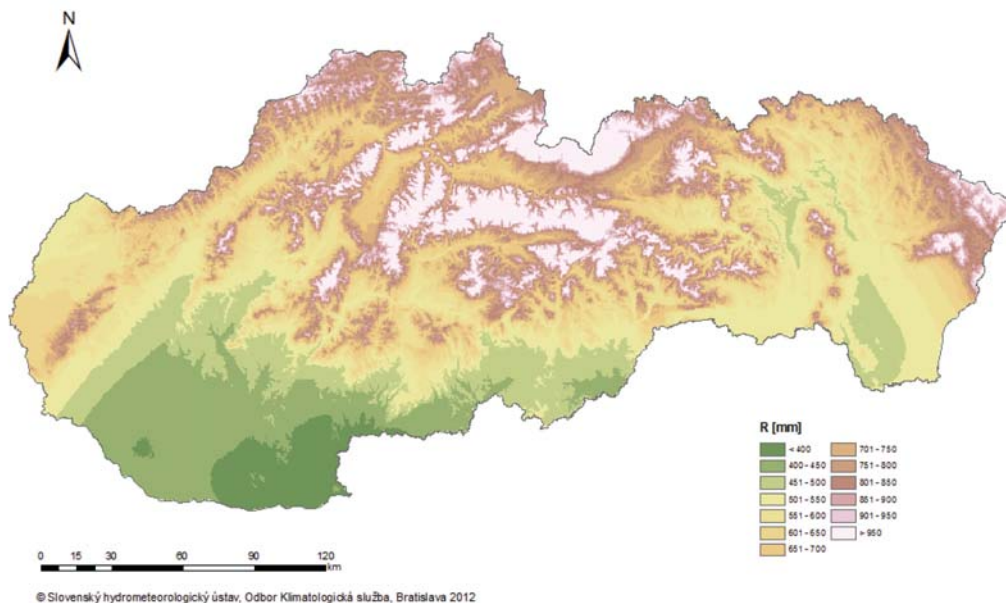 N
R [mm]
< 400
400 - 450
451 - 500
501 - 550
551 - 600
601 - 650
651 - 700
701 - 750
751 - 800
801 - 850
851 - 900
901 - 950
> 950
0 15 30 60 90 120
km
© Slovenský hydrometeorologický ústav, Odbor Klimatologická služba, Bratislava 2012